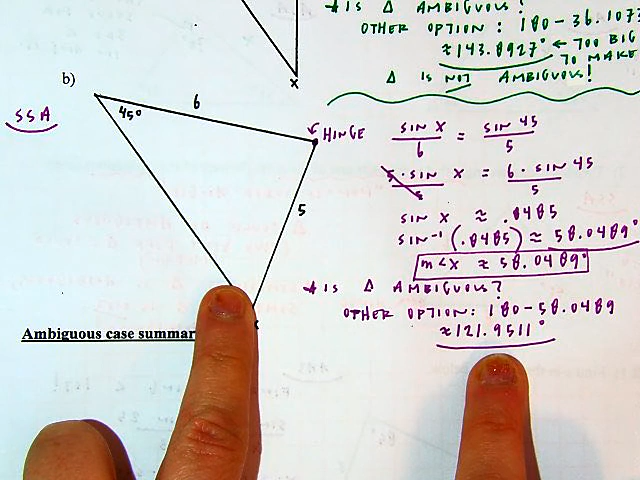 * IS Δ AMBIGUOUS?
OTHER OPTION: 180-36.1073
≈143.8927° ← TOO BIG
TO MAKE
Δ IS NOT AMBIGUOUS!
x
b)
SSA
45°
6
HINGE
5
SIN X / 6 = SIN 45 / 5
5·SIN X / 5 = 6·SIN 45 / 5
SIN X ≈ .8485
SIN⁻¹(.8485) ≈ 58.0489°
m<X ≈ 58.0489°
* IS Δ AMBIGUOUS?
OTHER OPTION: 180-58.0489
≈121.9511°
Ambiguous case summar